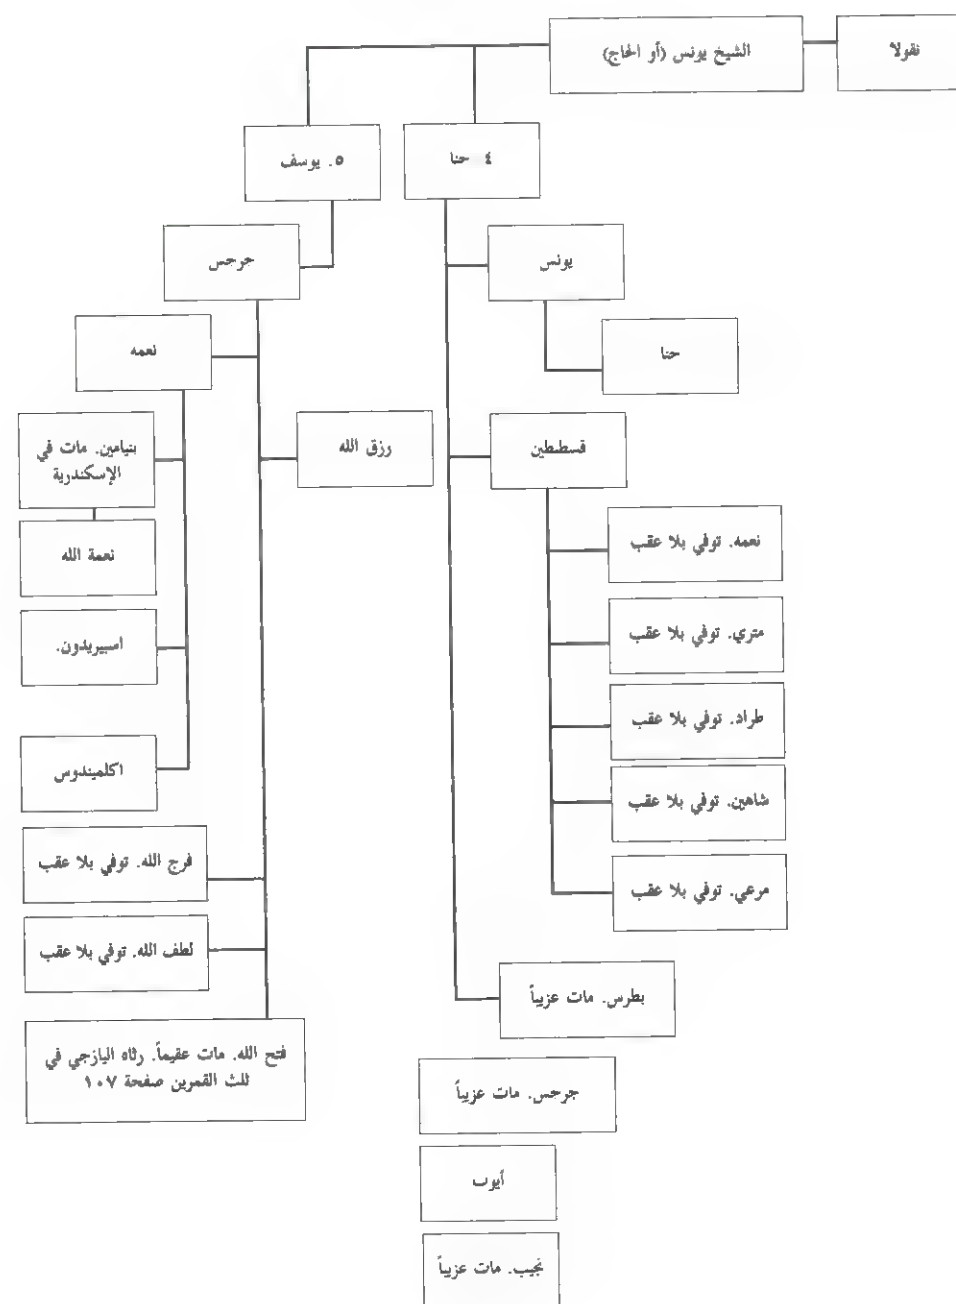 نقولا
الشيخ يونس (أو الحاج)
٤ حنا
٥. يوسف
يونس
جرجس
حنا
نعمه
قسطنطين
رزق الله
بنيامين. مات في
الإسكندرية
نعمه. توفي بلا عقب
نعمة الله
متري. توفي بلا عقب
اسبيريدون.
طراد. توفي بلا عقب
اكلميندوس
شاهين. توفي بلا عقب
فرج الله. توفي بلا عقب
مرعي. توفي بلا عقب
لطف الله. توفي بلا عقب
بطرس. مات عزيباً
فتح الله. مات عقيماً. رثاه اليازجي في
ثلث القمرين صفحة ١٠٧
جرجس. مات عزيباً
أيوب
نجيب. مات عزيباً